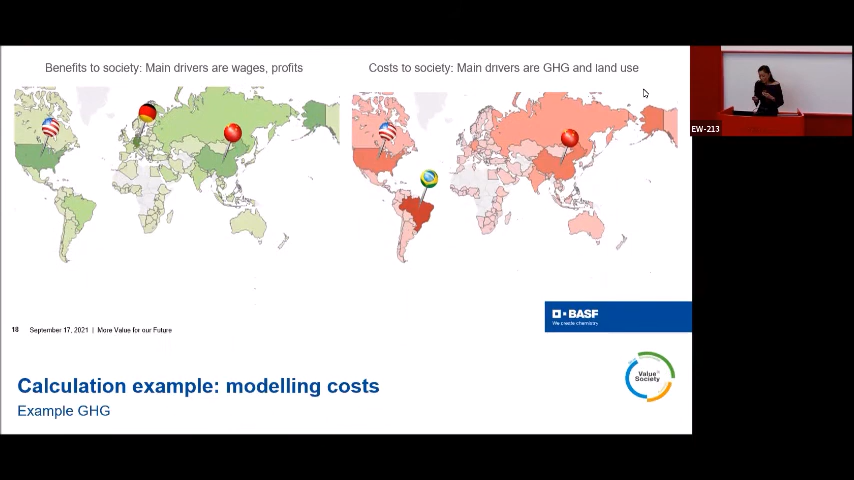 Benefits to society: Main drivers are wages, profits
Costs to society: Main drivers are GHG and land use
EW-213
BASF
We create chemistry
18 September 17, 2021 | More Value for our Future
Calculation example: modelling costs
Example GHG
Value
Society